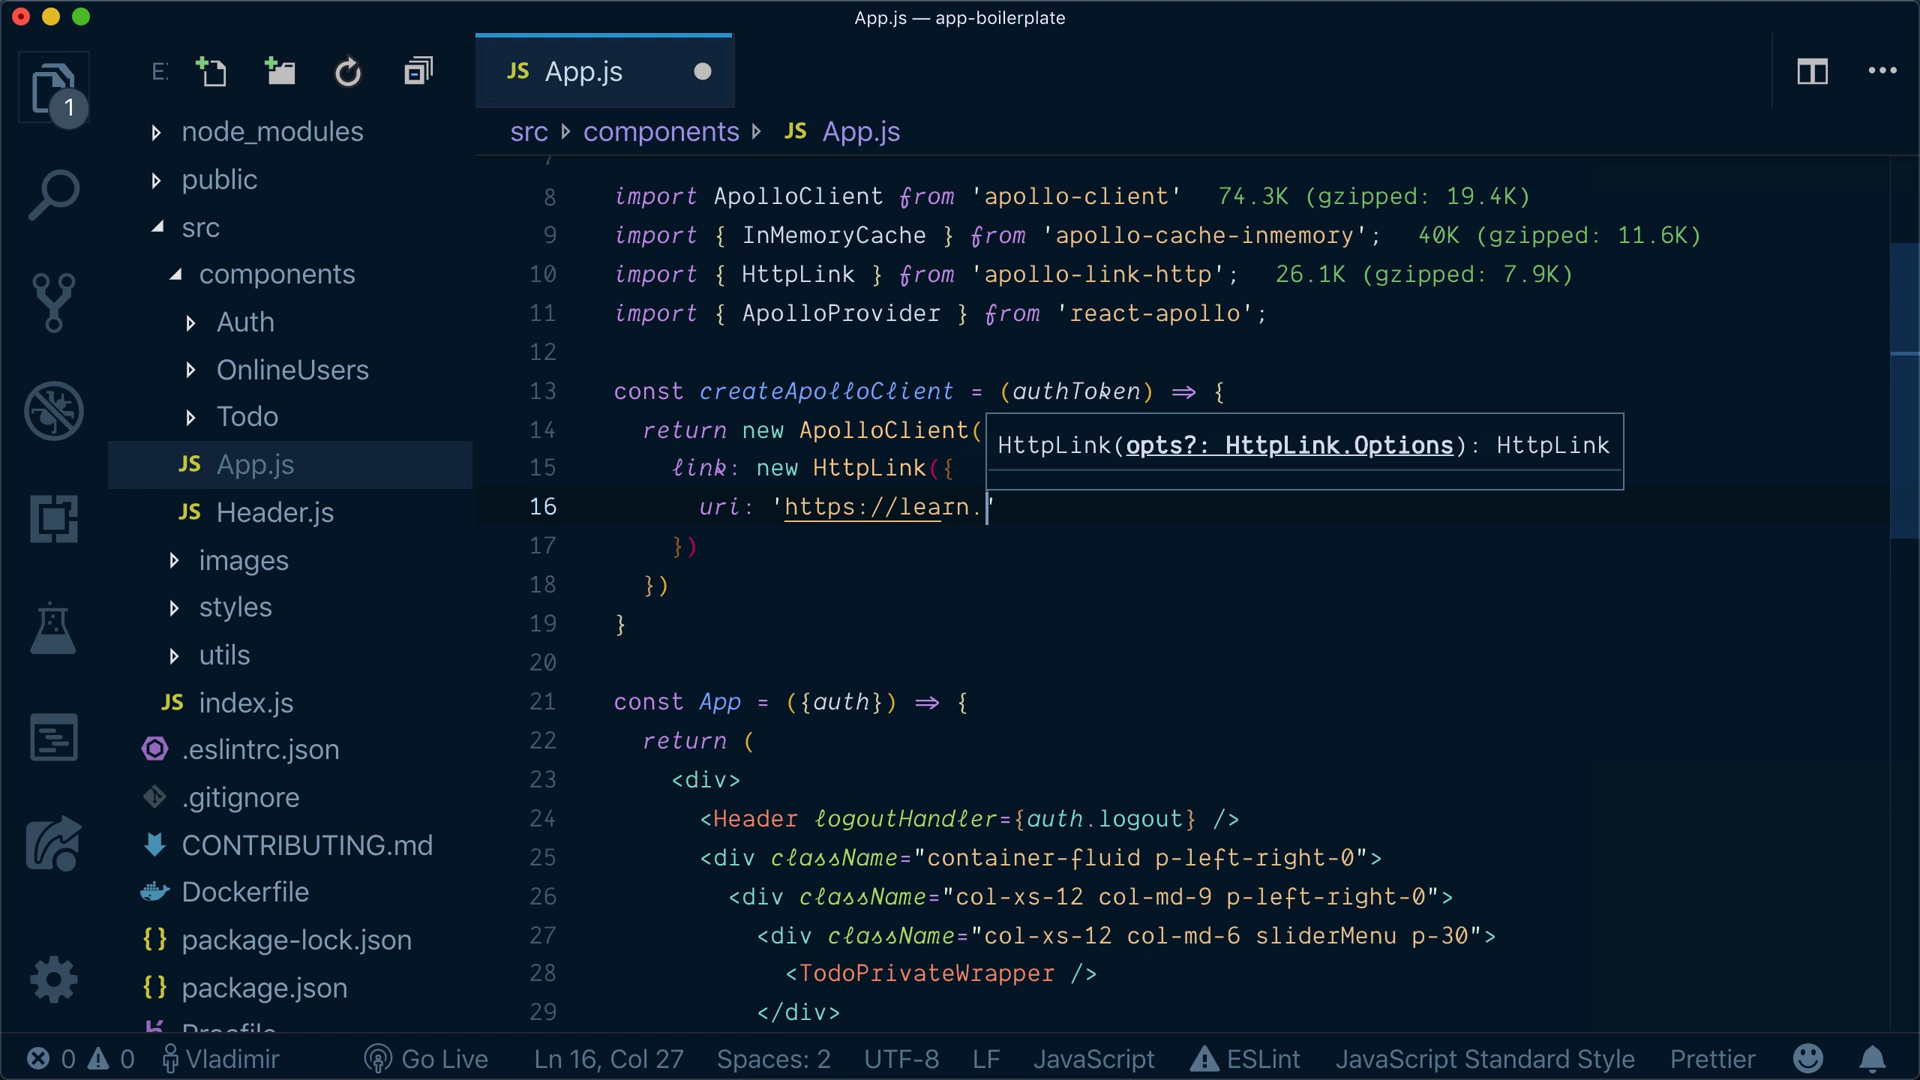 App.js — app-boilerplate
1
E:
node_modules
public
src
components
Auth
OnlineUsers
Todo
JS App.js
JS Header.js
images
styles
utils
JS index.js
.eslintrc.json
.gitignore
CONTRIBUTING.md
Dockerfile
{} package-lock.json
{} package.json
Procfile
JS App.js
src components JS App.js
7
8 import ApolloClient from 'apollo-client' 74.3K (gzipped: 19.4K)
9 import { InMemoryCache } from 'apollo-cache-inmemory'; 40K (gzipped: 11.6K)
10 import { HttpLink } from 'apollo-link-http'; 26.1K (gzipped: 7.9K)
11 import { ApolloProvider } from 'react-apollo';
12
13 const createApolloClient = (authToken) => {
14 return new ApolloClient(
HttpLink(opts?: HttpLink.Options): HttpLink
15 link: new HttpLink({
16 uri: 'https://learn.'
17 })
18 })
19 }
20
21 const App = ({auth}) => {
22 return (
23 <div>
24 <Header logoutHandler={auth.logout} />
25 <div className="container-fluid p-left-right-0">
26 <div className="col-xs-12 col-md-9 p-left-right-0">
27 <div className="col-xs-12 col-md-6 sliderMenu p-30">
28 <TodoPrivateWrapper />
29 </div>
0 0 Vladimir Go Live Ln 16, Col 27 Spaces: 2 UTF-8 LF JavaScript ESLint JavaScript Standard Style Prettier